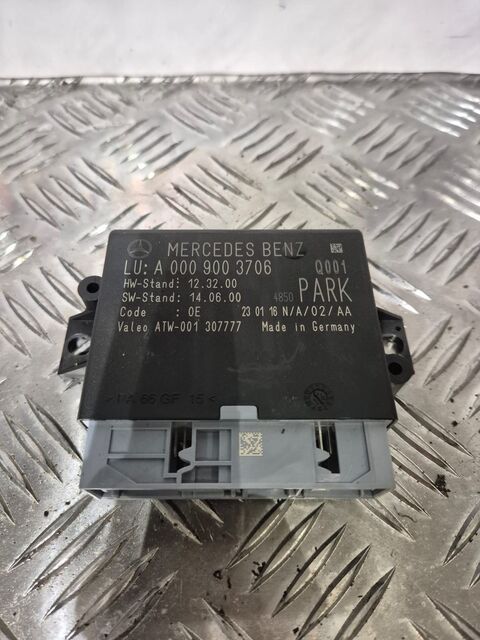 MERCEDES BENZ
LU: A 000 900 3706 Q001
HW-Stand: 12.32.00
SW-Stand: 14.06.00 4850 PARK
Code : 0E 23 01 16 N/A/02/AA
Valeo ATW-001 307777 Made in Germany
>PA 66 GF 15<